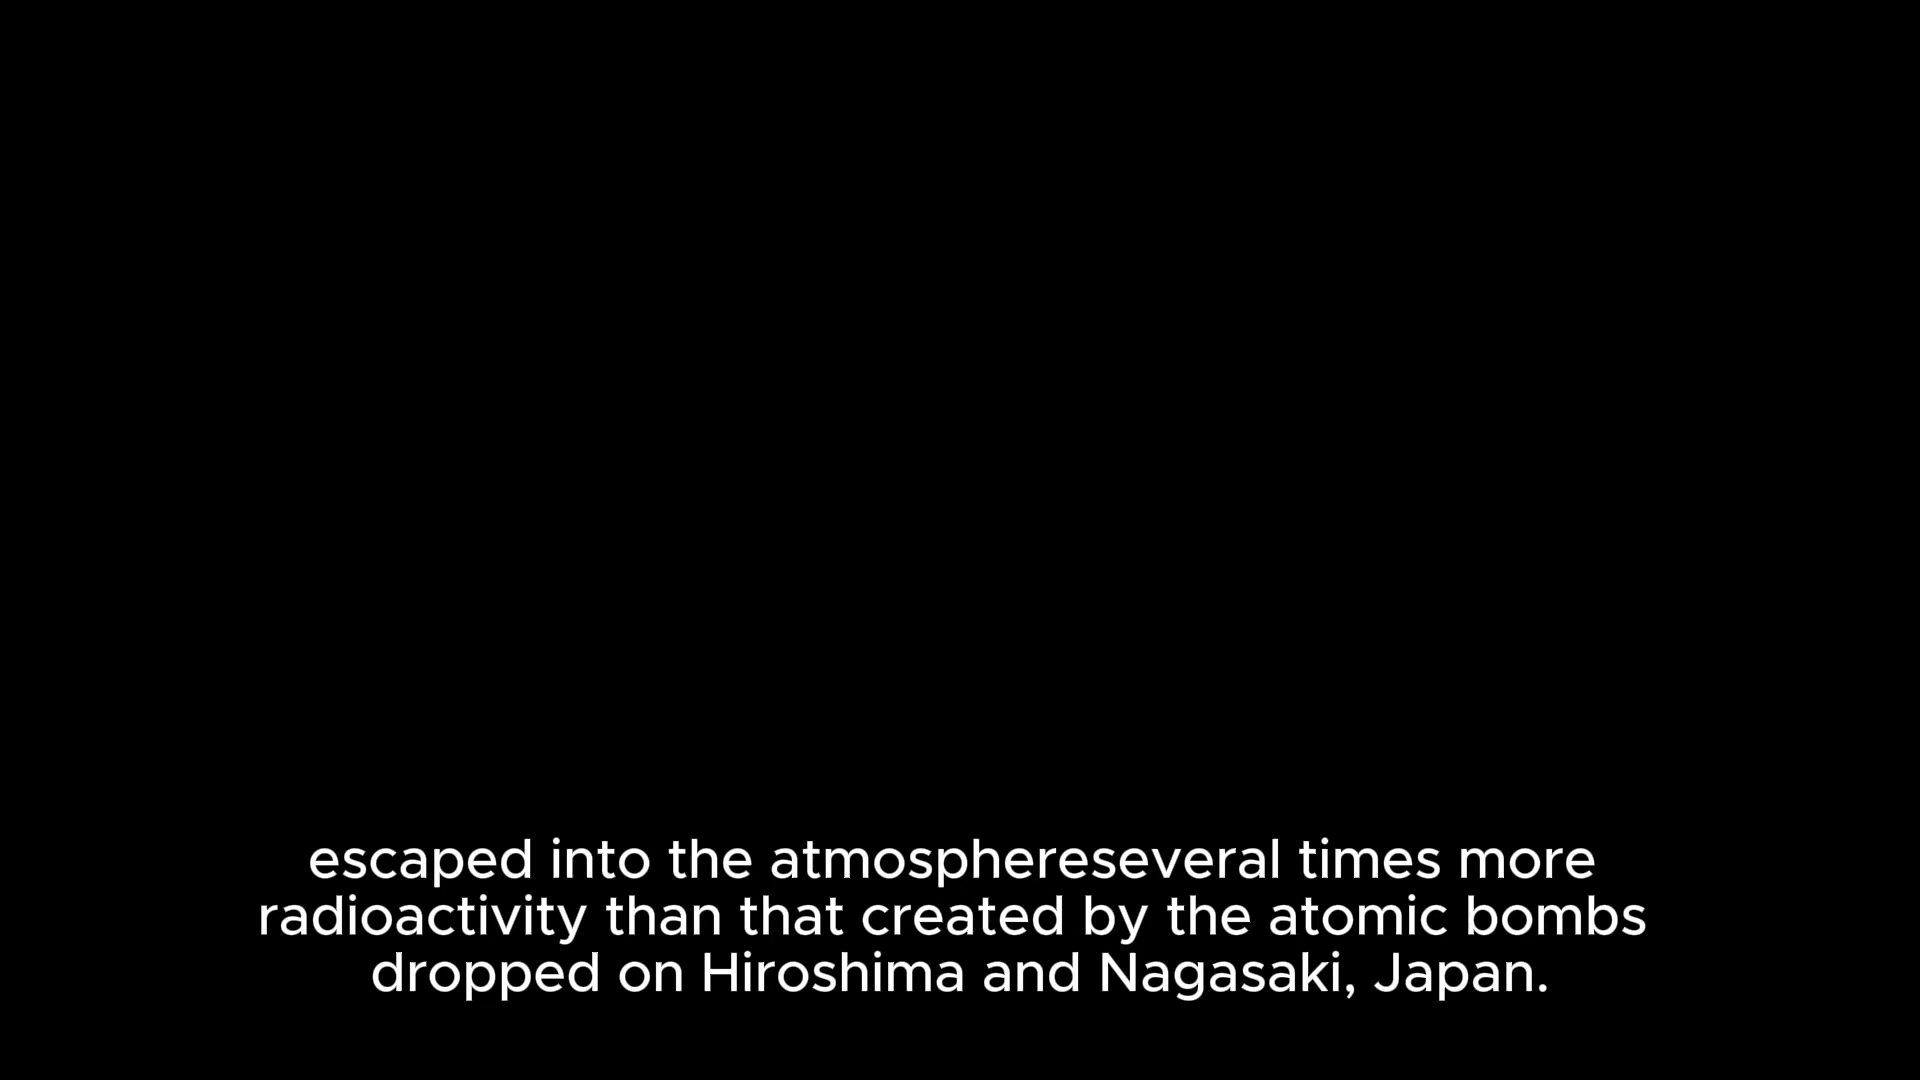 escaped into the atmosphereseveral times more
radioactivity than that created by the atomic bombs
dropped on Hiroshima and Nagasaki, Japan.